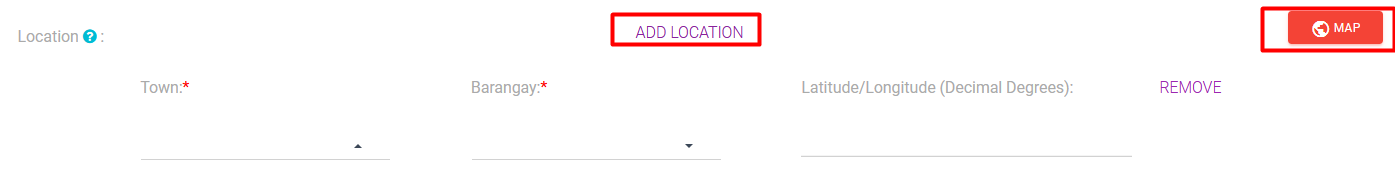 Location ? :
ADD LOCATION
MAP
Town:*
Barangay:*
Latitude/Longitude (Decimal Degrees):
REMOVE